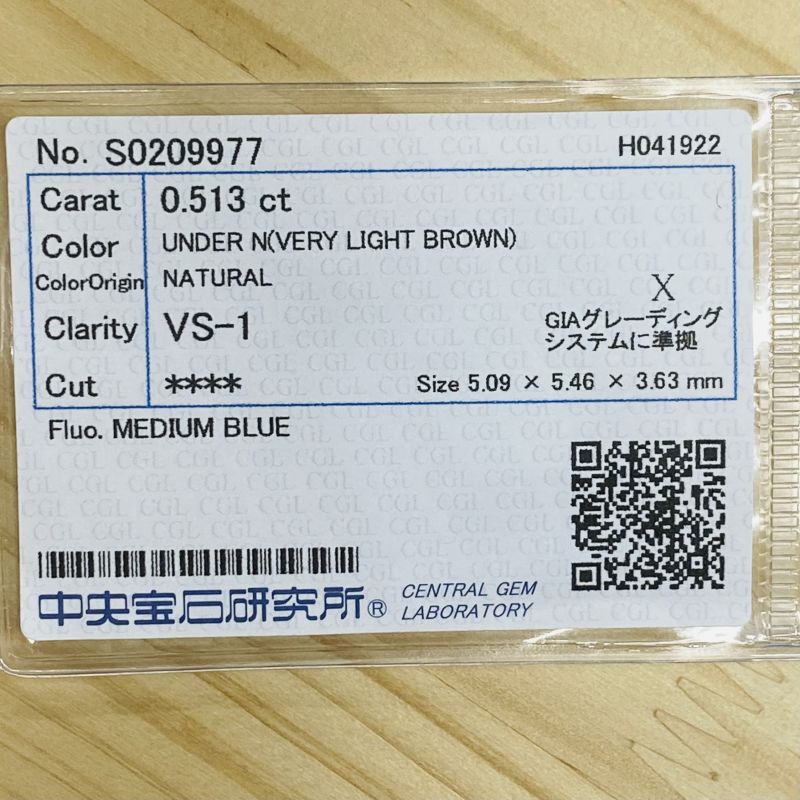 No. S0209977
H041922
Carat 0.513 ct
Color UNDER N(VERY LIGHT BROWN)
ColorOrigin NATURAL
Clarity VS-1
X
GIAグレーディング
システムに準拠
Cut ****
Size 5.09 × 5.46 × 3.63 mm
Fluo. MEDIUM BLUE
中央宝石研究所®
CENTRAL GEM
LABORATORY